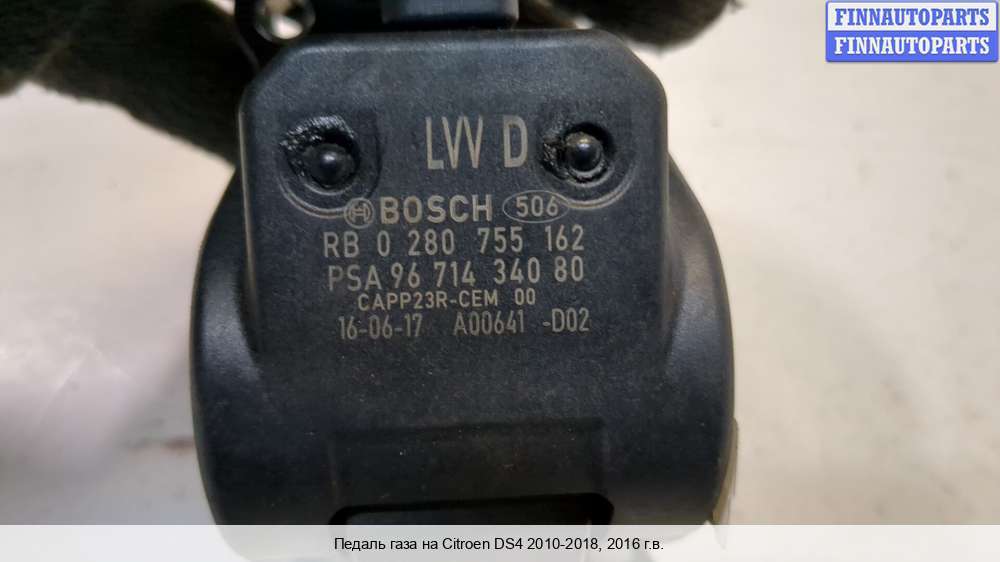 FINNAUTOPARTS
FINNAUTOPARTS
LW D
BOSCH 506
RB 0 280 755 162
PSA 96 714 340 80
CAPP23R-CEM 00
16-06-17 A00641 -D02
Педаль газа на Citroen DS4 2010-2018, 2016 г.в.